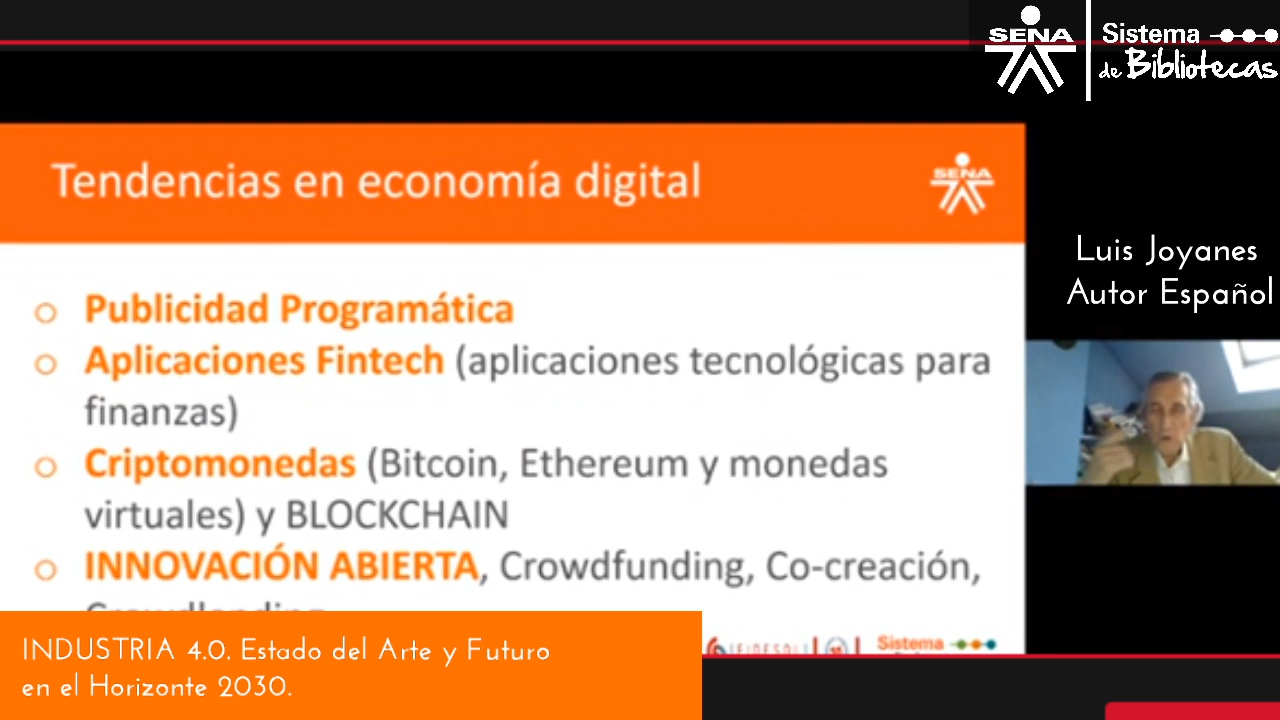 SENA
Sistema
de Bibliotecas
Tendencias en economía digital
SENA
Luis Joyanes
Autor Español
o Publicidad Programática
o Aplicaciones Fintech (aplicaciones tecnológicas para
finanzas)
o Criptomonedas (Bitcoin, Ethereum y monedas
virtuales) y BLOCKCHAIN
o INNOVACIÓN ABIERTA, Crowdfunding, Co-creación,
Sistema
INDUSTRIA 4.0. Estado del Arte y Futuro
en el Horizonte 2030.